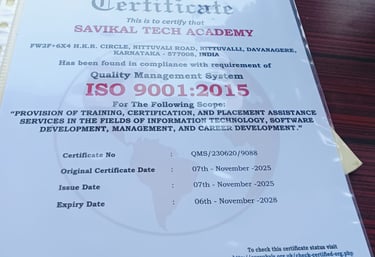 Certificate
This is to certify that
SAVIKAL TECH ACADEMY
FW2F+6X4 H.K.R. CIRCLE, NITTUVALI ROAD, NITTUVALLI, DAVANAGERE,
KARNATAKA - 577005, INDIA
Has been found in compliance with requirement of
Quality Management System
ISO 9001:2015
For The Following Scope:
"PROVISION OF TRAINING, CERTIFICATION, AND PLACEMENT ASSISTANCE
SERVICES IN THE FIELDS OF INFORMATION TECHNOLOGY, SOFTWARE
DEVELOPMENT, MANAGEMENT, AND CAREER DEVELOPMENT."
Certificate No : QMS/230620/9088
Original Certificate Date : 07th - November -2025
Issue Date : 07th - November -2025
Expiry Date : 06th - November -2028
To check this certificate status visit